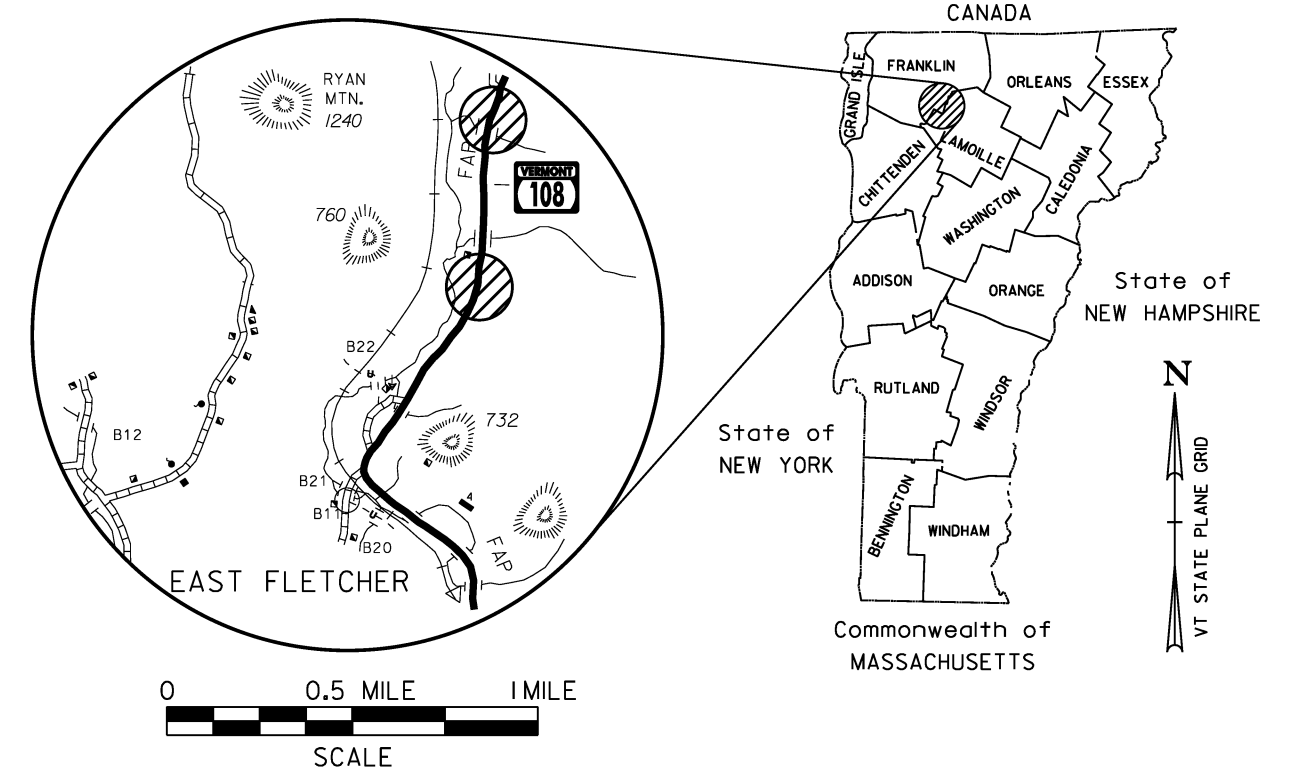 CANADA
RYAN
MTN.
1240
FAP
VERMONT
108
760
B22
732
B12
B21
B11
B20
4
FAP
EAST FLETCHER
0 0.5 MILE 1 MILE
SCALE
GRAND ISLE
FRANKLIN
ORLEANS
ESSEX
LAMOILLE
CHITTENDEN
CALEDONIA
WASHINGTON
ADDISON
ORANGE
State of
NEW HAMPSHIRE
RUTLAND
WINDSOR
State of
NEW YORK
BENNINGTON
WINDHAM
Commonwealth of
MASSACHUSETTS
N
VT STATE PLANE GRID